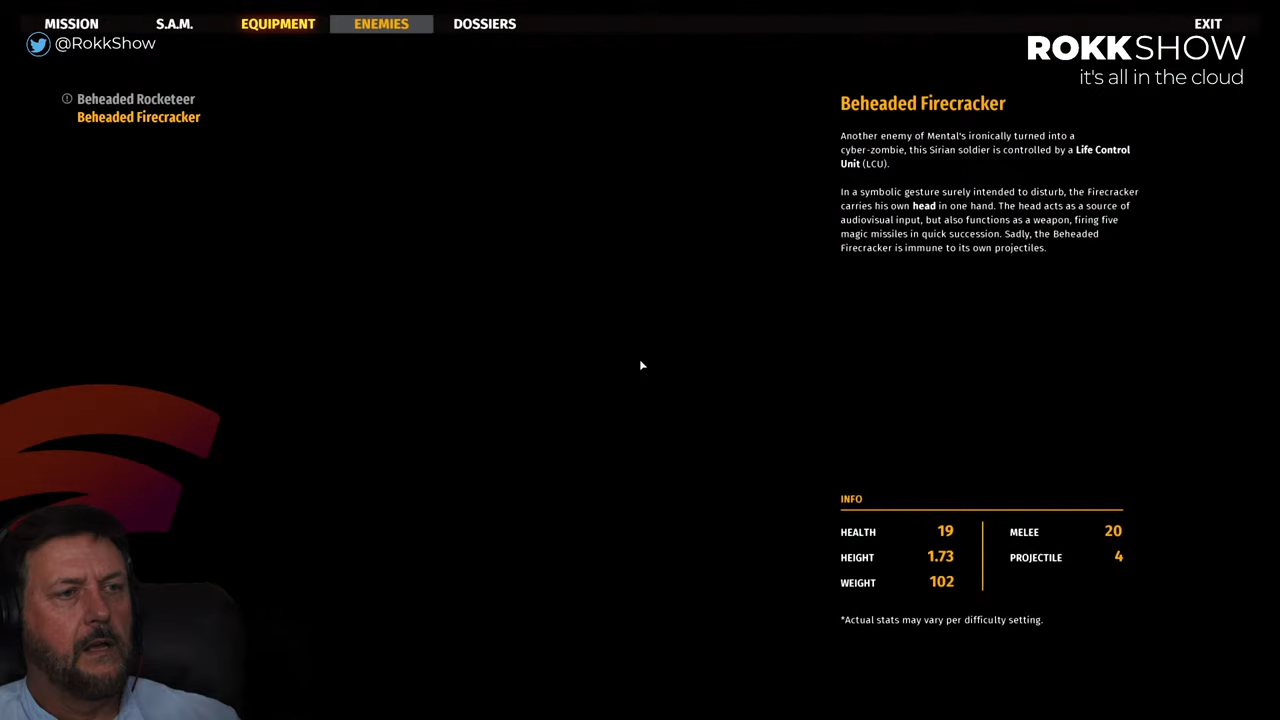 MISSION S.A.M. EQUIPMENT ENEMIES DOSSIERS EXIT
@RokkShow
ROKKSHOW
it's all in the cloud
Beheaded Rocketeer
Beheaded Firecracker
Beheaded Firecracker
Another enemy of Mental's ironically turned into a
cyber-zombie, this Sirian soldier is controlled by a Life Control
Unit (LCU).
In a symbolic gesture surely intended to disturb, the Firecracker
carries his own head in one hand. The head acts as a source of
audiovisual input, but also functions as a weapon, firing five
magic missiles in quick succession. Sadly, the Beheaded
Firecracker is immune to its own projectiles.
INFO
HEALTH 19 MELEE 20
HEIGHT 1.73 PROJECTILE 4
WEIGHT 102
*Actual stats may vary per difficulty setting.